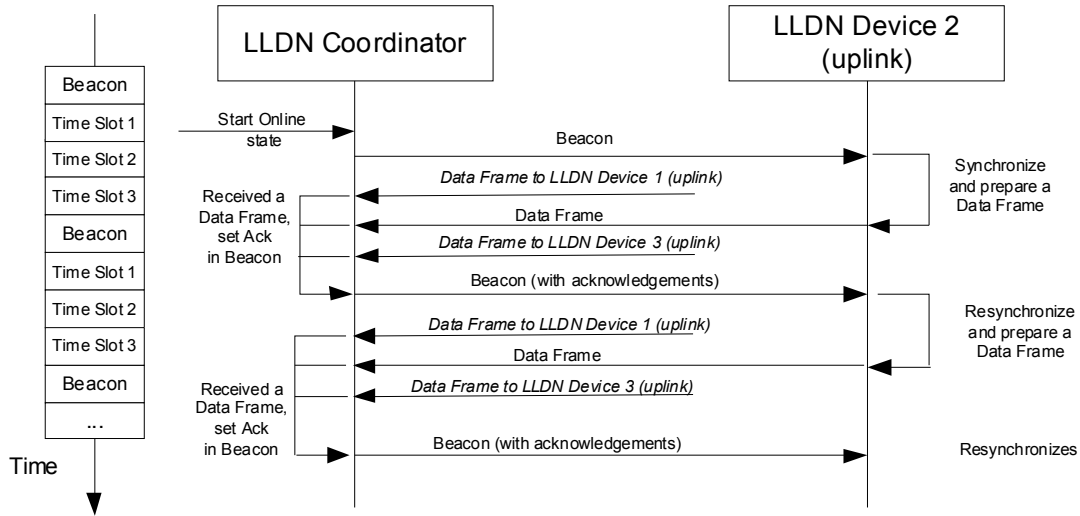 LLDN Coordinator
LLDN Device 2
(uplink)
Beacon
Time Slot 1
Time Slot 2
Time Slot 3
Beacon
Time Slot 1
Time Slot 2
Time Slot 3
Beacon
...
Time
Start Online
state
Beacon
Synchronize
and prepare a
Data Frame
Data Frame to LLDN Device 1 (uplink)
Received a
Data Frame,
set Ack
in Beacon
Data Frame
Data Frame to LLDN Device 3 (uplink)
Beacon (with acknowledgements)
Resynchronize
and prepare a
Data Frame
Data Frame to LLDN Device 1 (uplink)
Data Frame
Received a
Data Frame,
set Ack
in Beacon
Data Frame to LLDN Device 3 (uplink)
Beacon (with acknowledgements)
Resynchronizes